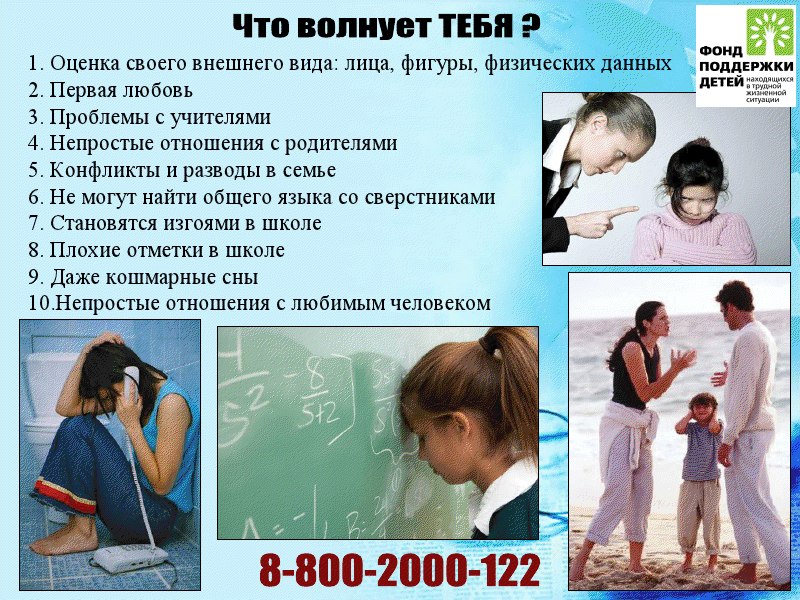 Что волнует ТЕБЯ ?
1. Оценка своего внешнего вида: лица, фигуры, физических данных
2. Первая любовь
3. Проблемы с учителями
4. Непростые отношения с родителями
5. Конфликты и разводы в семье
6. Не могут найти общего языка со сверстниками
7. Становятся изгоями в школе
8. Плохие отметки в школе
9. Даже кошмарные сны
10.Непростые отношения с любимым человеком
ФОНД
ПОДДЕРЖКИ
ДЕТЕЙ
НАХОДЯЩИХСЯ
В ТРУДНОЙ
ЖИЗНЕННОЙ
СИТУАЦИИ
8
S²
S+2
8-800-2000-122